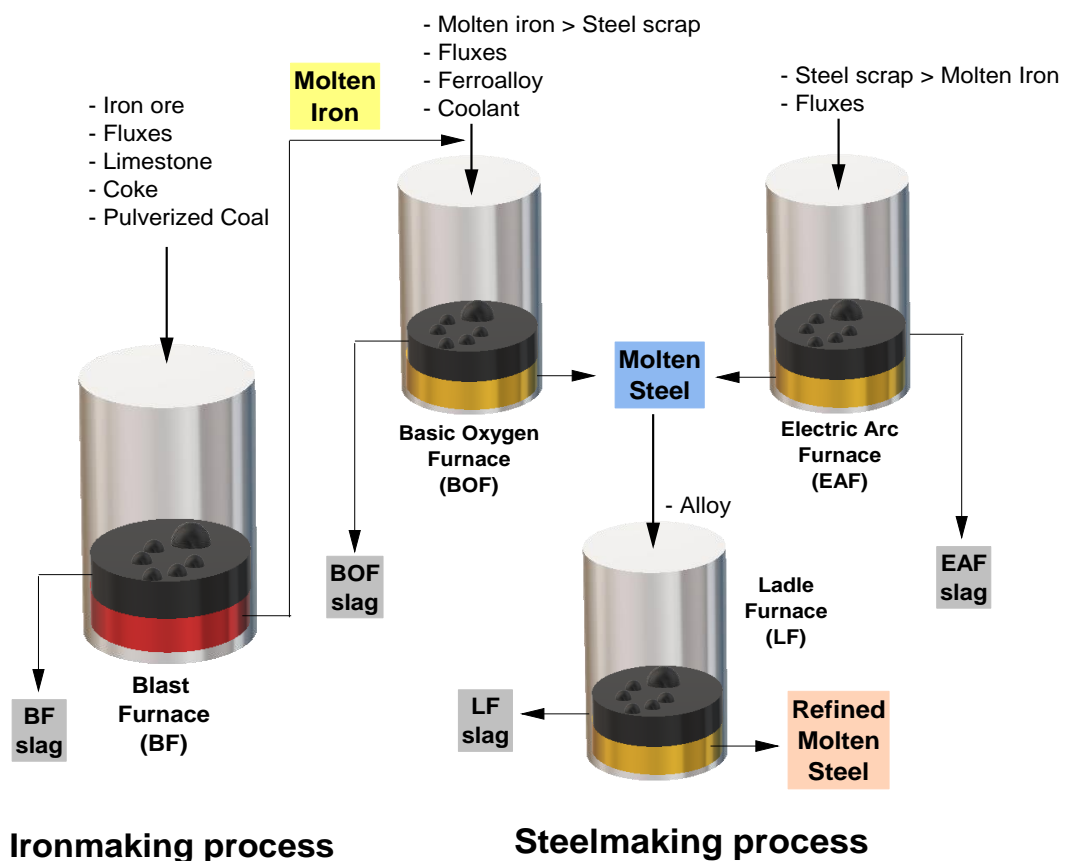 - Iron ore
- Fluxes
- Limestone
- Coke
- Pulverized Coal
Molten
Iron
- Molten iron > Steel scrap
- Fluxes
- Ferroalloy
- Coolant
- Steel scrap > Molten Iron
- Fluxes
Molten
Steel
Basic Oxygen
Furnace
(BOF)
Electric Arc
Furnace
(EAF)
- Alloy
BOF
slag
EAF
slag
Ladle
Furnace
(LF)
Blast
Furnace
(BF)
BF
slag
LF
slag
Refined
Molten
Steel
Ironmaking process
Steelmaking process